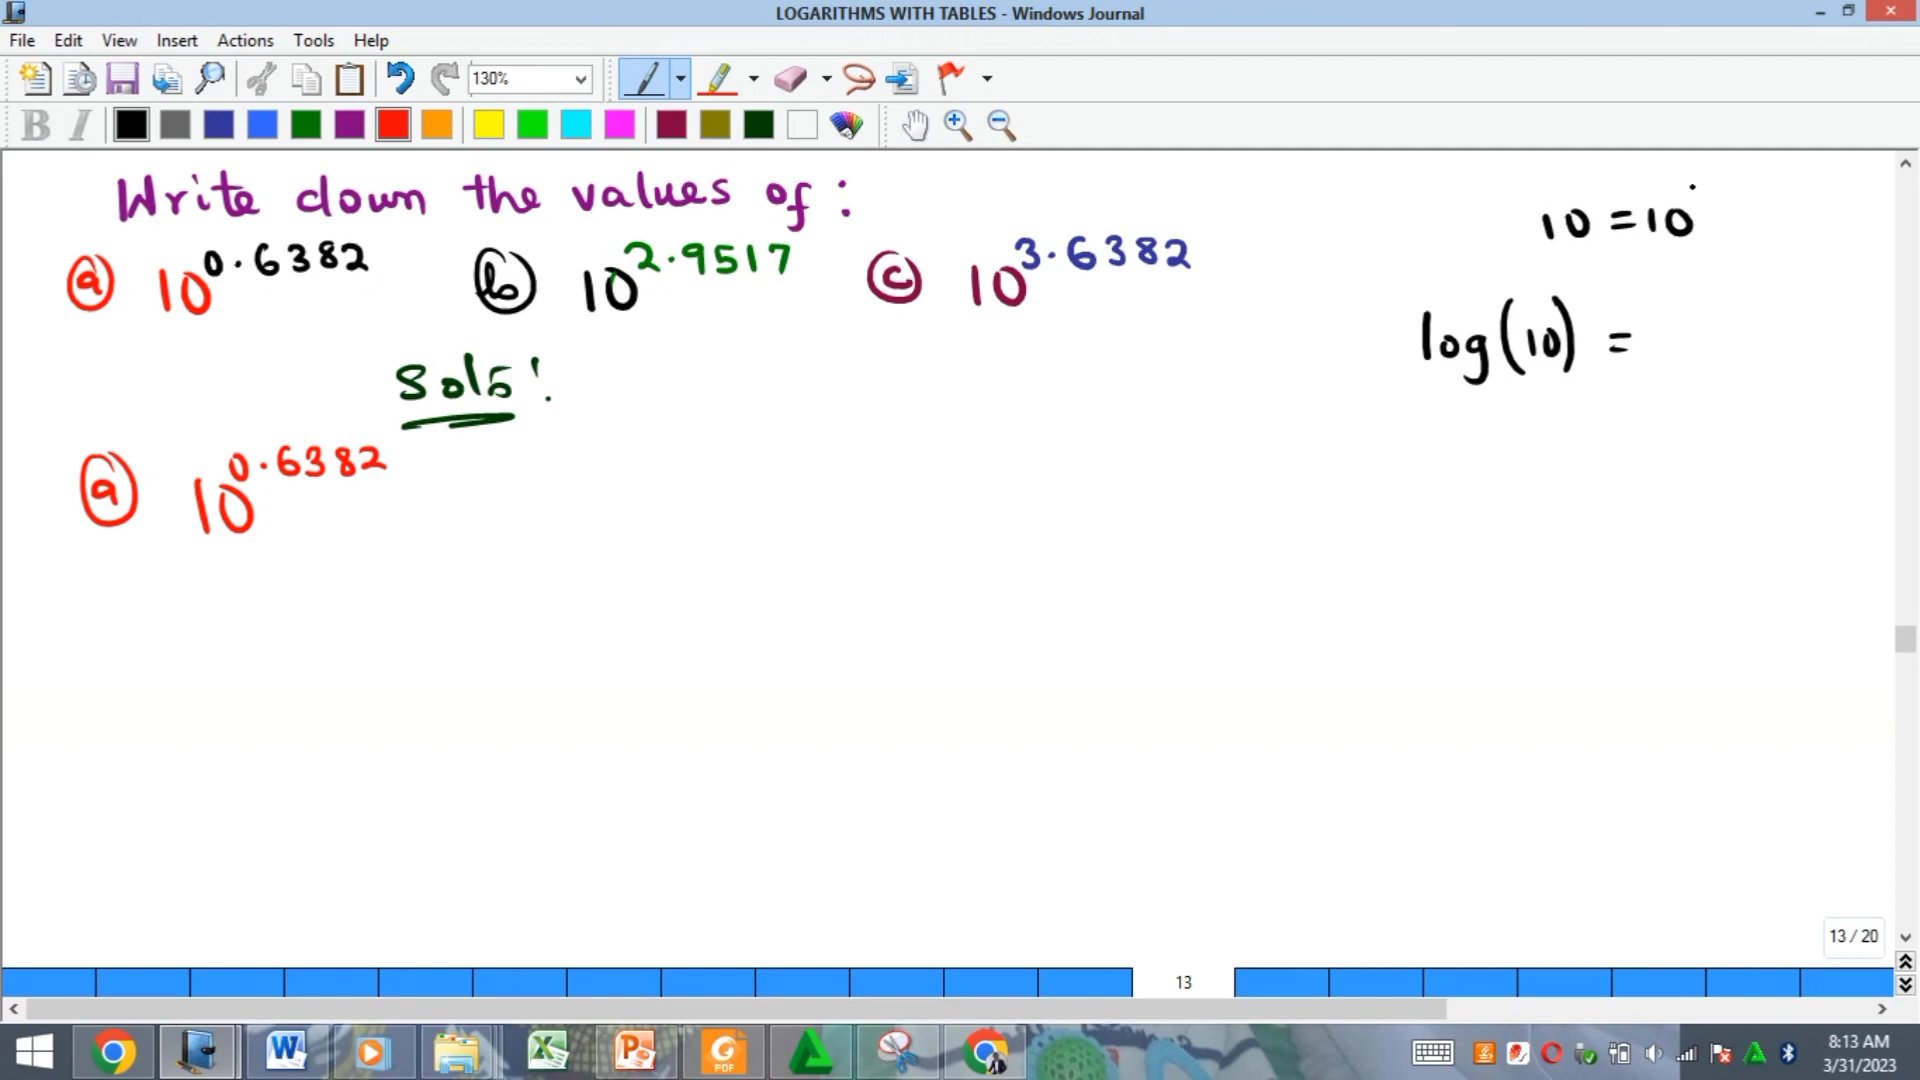 LOGARITHMS WITH TABLES - Windows Journal
File Edit View Insert Actions Tools Help
130%
B I
Write down the values of :
(a) 10^0.6382 (b) 10^2.9517 (c) 10^3.6382
10 = 10
log(10) =
(a) 10^0.6382
13 / 20
13
PDF
8:13 AM
3/31/2023